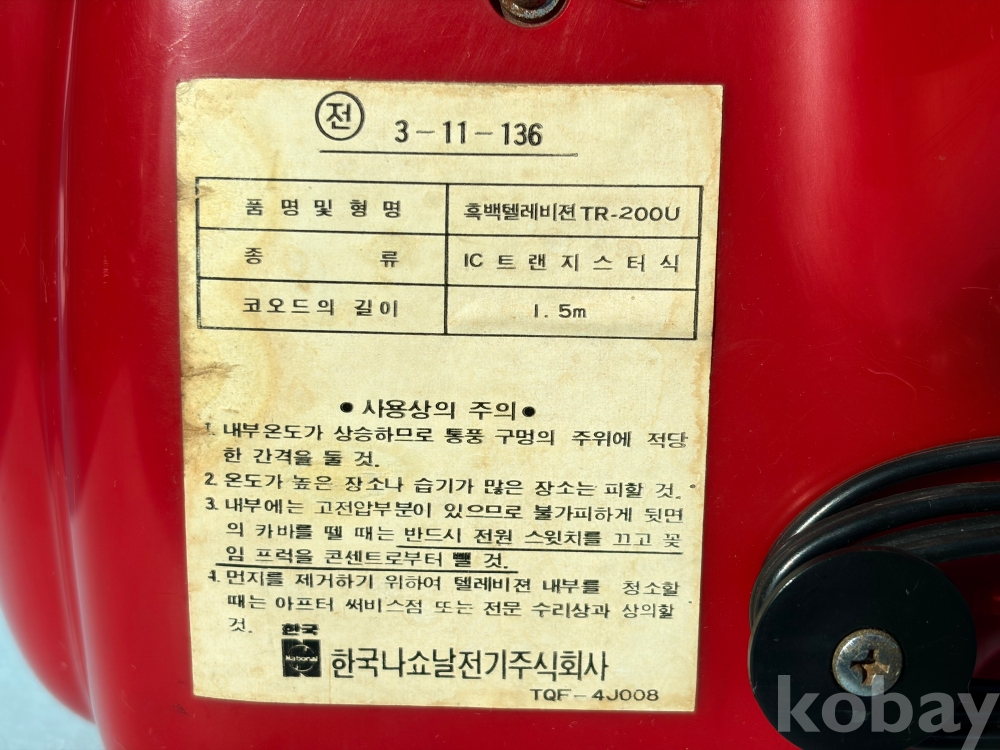 전 3-11-136
품명및형명 흑백텔레비젼 TR-200U
종 류 IC 트랜지스터식
코오드의 길이 1.5m
●사용상의 주의●
1. 내부온도가 상승하므로 통풍 구멍의 주위에 적당
한 간격을 둘 것.
2. 온도가 높은 장소나 습기가 많은 장소는 피할 것.
3. 내부에는 고전압부분이 있으므로 불가피하게 뒷면
의 카바를 뗄 때는 반드시 전원 스윗치를 끄고 꽂
임 프럭을 콘센트로부터 뺄 것.
4. 먼지를 제거하기 위하여 텔레비젼 내부를 청소할
때는 아프터 써비스점 또는 전문 수리상과 상의할
것.
한국
National
한국나쇼날전기주식회사
TQF-4J008
kobay